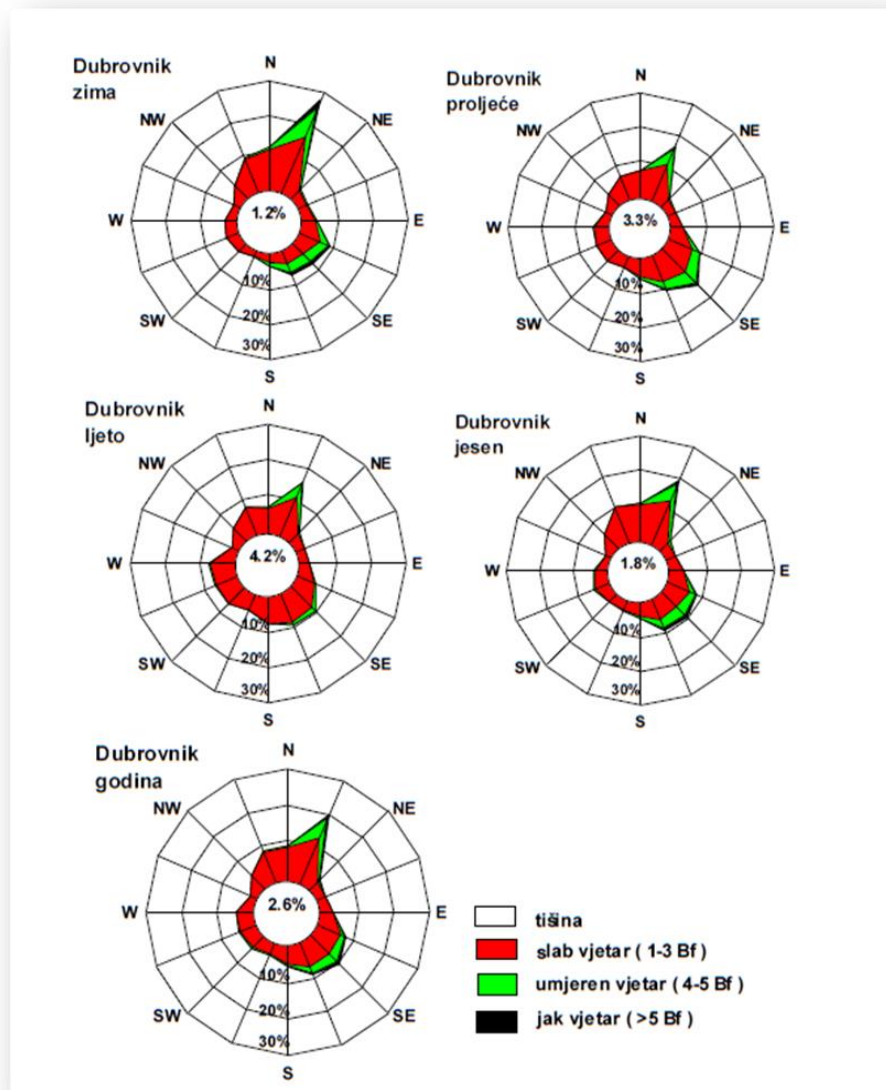 Dubrovnik
zima
N
NW
NE
W
1.2%
E
10%
SW
20%
SE
30%
S
Dubrovnik
proljeće
N
NW
NE
W
3.3%
E
10%
SW
20%
SE
30%
S
Dubrovnik
ljeto
N
NW
NE
W
4.2%
E
10%
SW
20%
SE
30%
S
Dubrovnik
jesen
N
NW
NE
W
1.8%
E
10%
SW
20%
SE
30%
S
Dubrovnik
godina
N
NW
NE
W
2.6%
E
10%
SW
20%
SE
30%
S
tišina
slab vjetar ( 1-3 Bf )
umjeren vjetar ( 4-5 Bf )
jak vjetar ( >5 Bf )